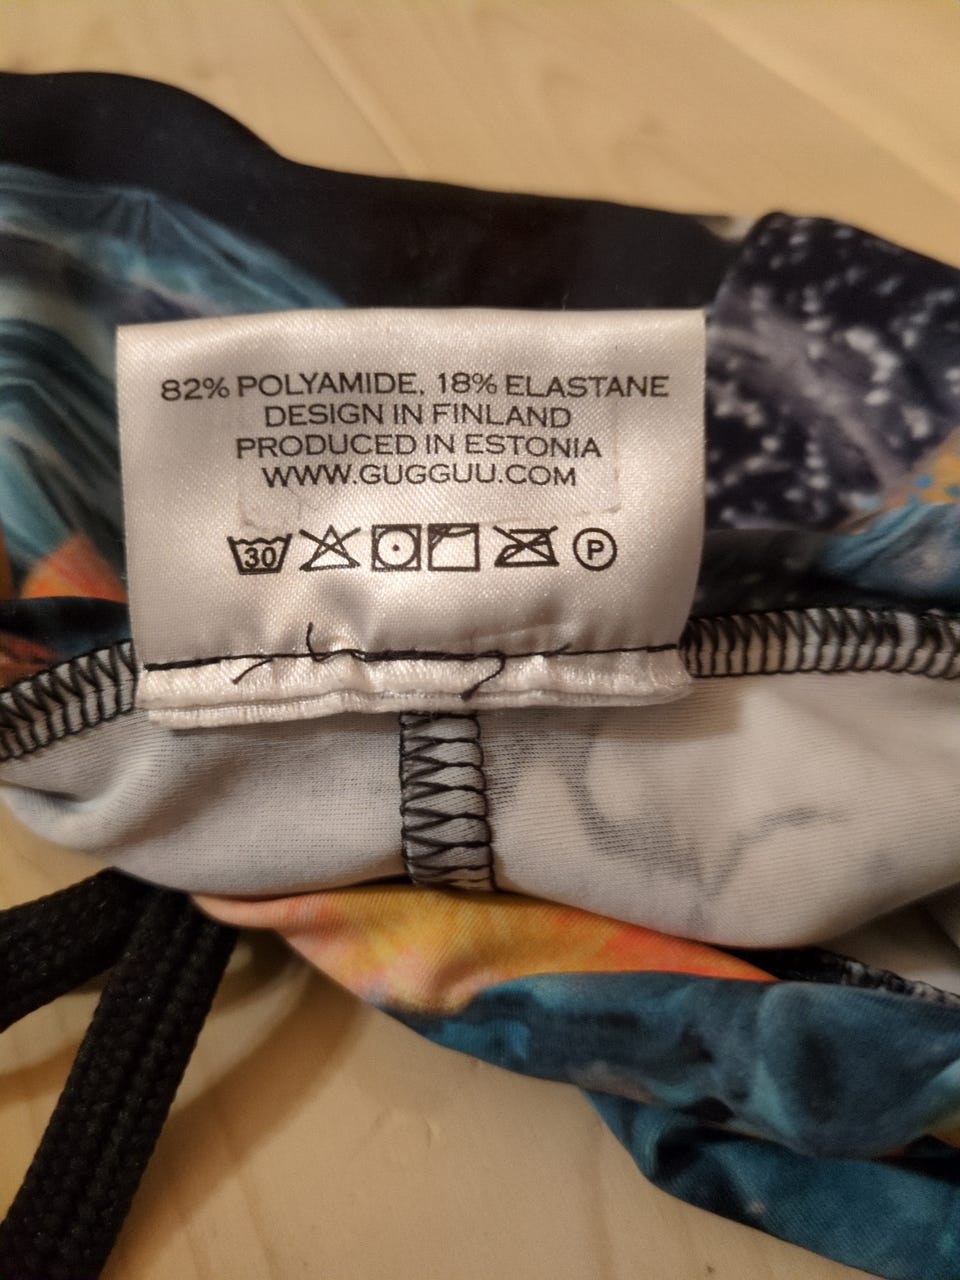 82% POLYAMIDE, 18% ELASTANE
DESIGN IN FINLAND
PRODUCED IN ESTONIA
WWW.GUGGUU.COM
30 P